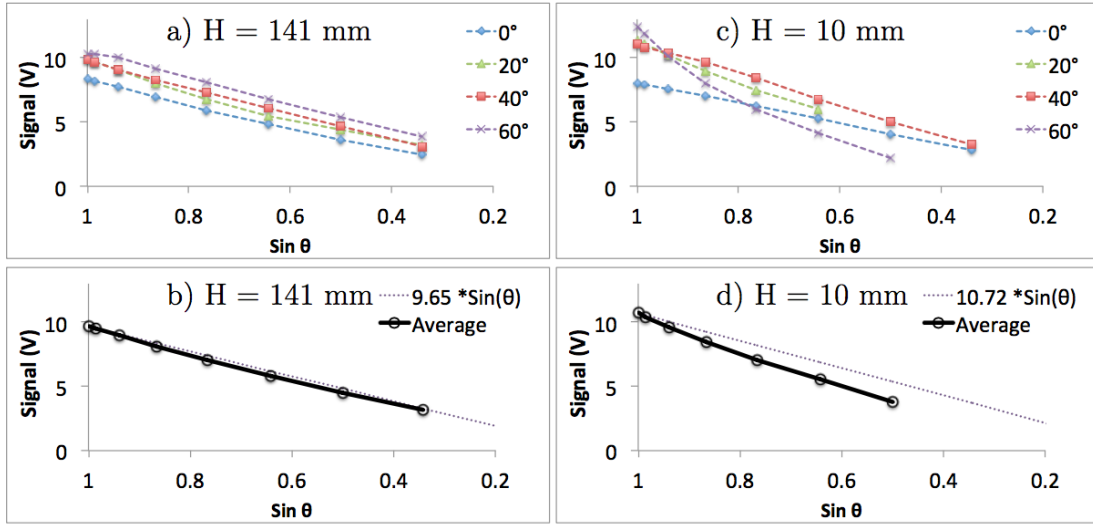 a) H = 141 mm
0°
20°
40°
60°
Signal (V)
10
5
0
1
0.8
0.6
0.4
0.2
Sin θ
c) H = 10 mm
0°
20°
40°
60°
Signal (V)
10
5
0
1
0.8
0.6
0.4
0.2
Sin θ
b) H = 141 mm
9.65 *Sin(θ)
Average
Signal (V)
10
5
0
1
0.8
0.6
0.4
0.2
Sin θ
d) H = 10 mm
10.72 *Sin(θ)
Average
Signal (V)
10
5
0
1
0.8
0.6
0.4
0.2
Sin θ